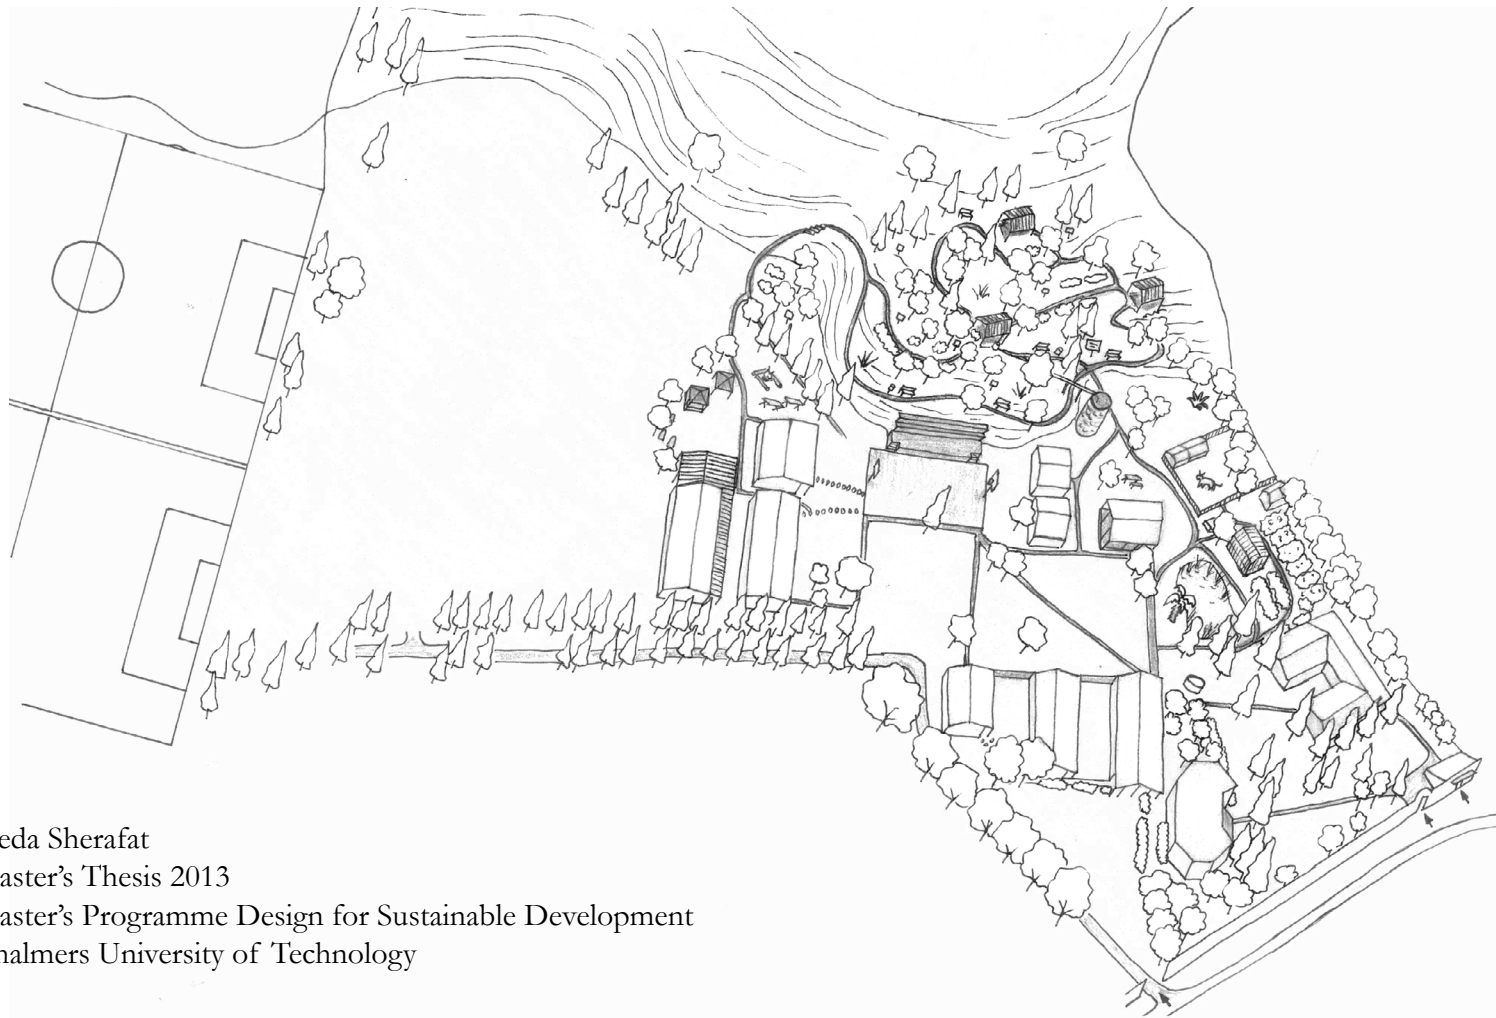 eda Sherafat
aster's Thesis 2013
aster's Programme Design for Sustainable Development
halmers University of Technology